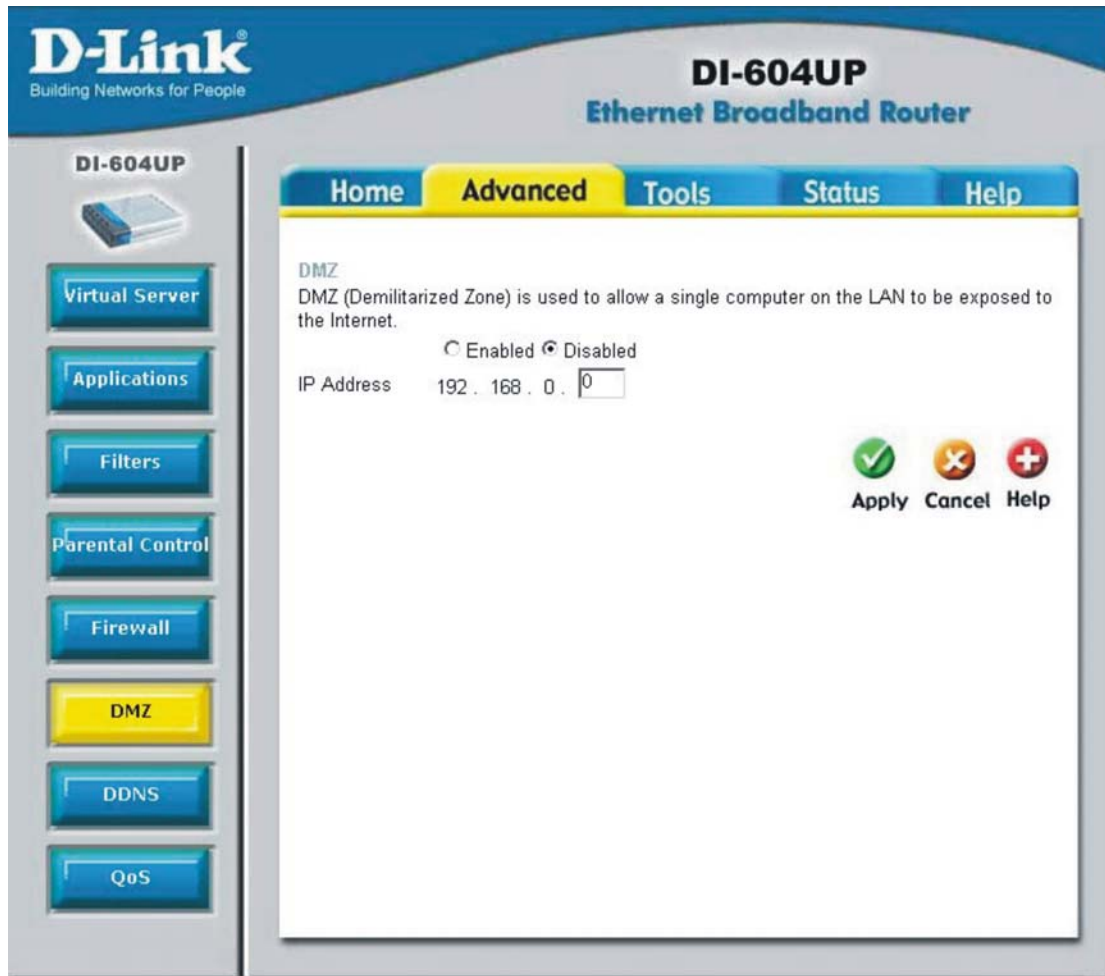 D-Link®
Building Networks for People
DI-604UP
Ethernet Broadband Router
DI-604UP
Home Advanced Tools Status Help
Virtual Server
Applications
Filters
Parental Control
Firewall
DMZ
DDNS
QoS
DMZ
DMZ (Demilitarized Zone) is used to allow a single computer on the LAN to be exposed to
the Internet.
Enabled Disabled
IP Address 192 . 168 . 0 . 0
Apply Cancel Help